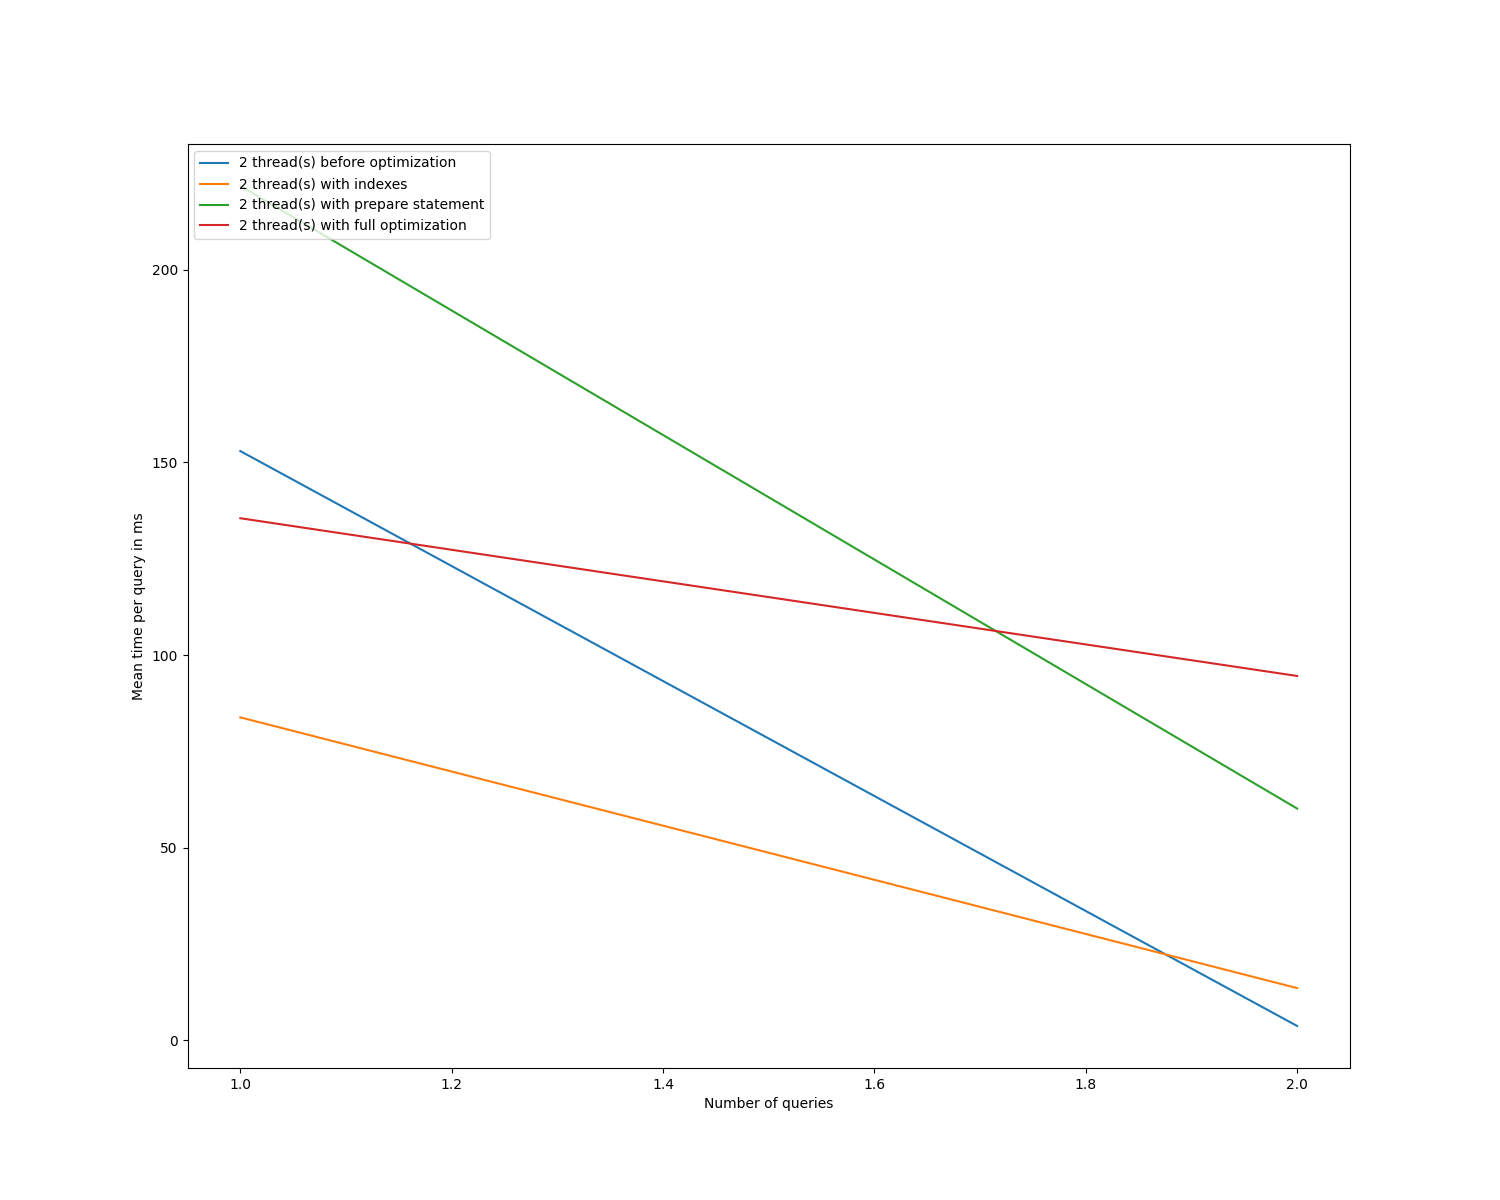 2 thread(s) before optimization
2 thread(s) with indexes
2 thread(s) with prepare statement
2 thread(s) with full optimization
200
150
100
50
0
Mean time per query in ms
1.0 1.2 1.4 1.6 1.8 2.0
Number of queries